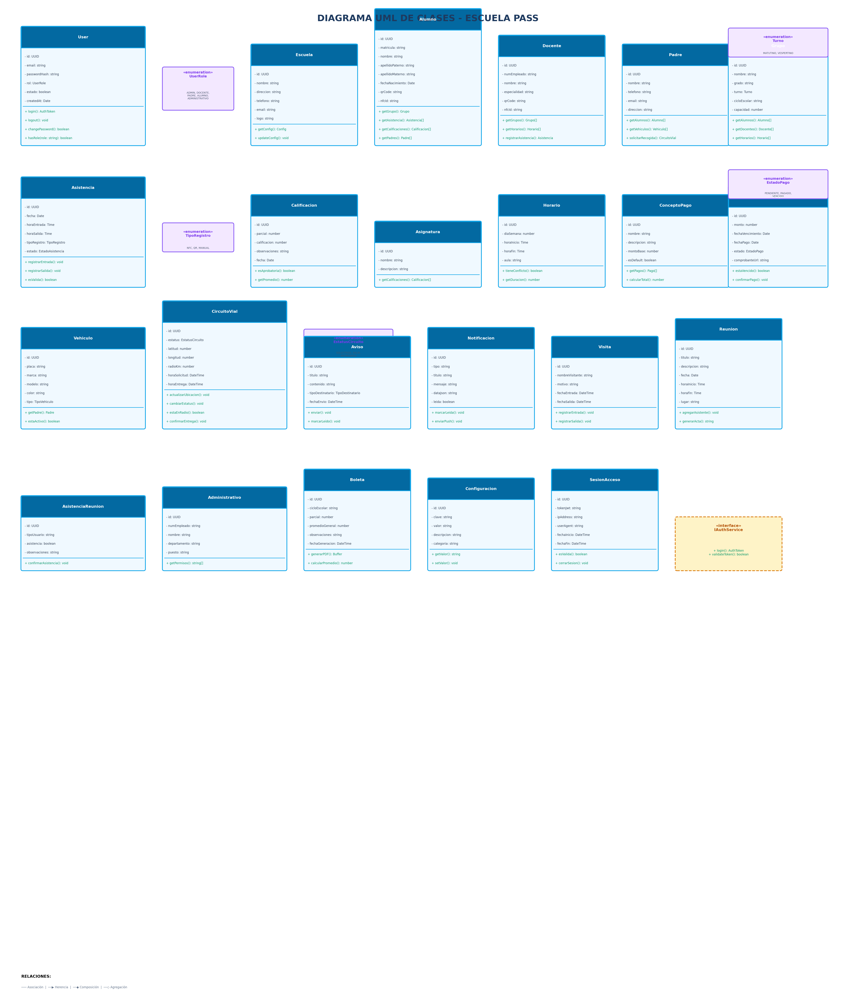 DIAGRAMA UML DE CLASES - ESCUELA PASS
User
- id: UUID
- email: string
- passwordHash: string
- rol: UserRole
- estado: boolean
- createdAt: Date
+ login(): AuthToken
+ logout(): void
+ changePassword(): boolean
+ hasRole(role: string): boolean
«enumeration»
UserRole
ADMIN, DOCENTE,
PADRE, ALUMNO,
ADMINISTRATIVO
Escuela
- id: UUID
- nombre: string
- direccion: string
- telefono: string
- email: string
- logo: string
+ getConfig(): Config
+ updateConfig(): void
Alumno
- id: UUID
- matricula: string
- nombre: string
- apellidoPaterno: string
- apellidoMaterno: string
- fechaNacimiento: Date
- qrCode: string
- nfcId: string
+ getGrupo(): Grupo
+ getAsistencia(): Asistencia[]
+ getCalificaciones(): Calificacion[]
+ getPadres(): Padre[]
Docente
- id: UUID
- numEmpleado: string
- nombre: string
- especialidad: string
- qrCode: string
- nfcId: string
+ getGrupos(): Grupo[]
+ getHorarios(): Horario[]
+ registrarAsistencia(): Asistencia
Padre
- id: UUID
- nombre: string
- telefono: string
- email: string
- direccion: string
+ getAlumnos(): Alumno[]
+ getVehiculos(): Vehiculo[]
+ solicitarRecogida(): CircuitoVial
«enumeration»
Turno
Grupo
MATUTINO, VESPERTINO
- id: UUID
- nombre: string
- grado: string
- turno: Turno
- cicloEscolar: string
- capacidad: number
+ getAlumnos(): Alumno[]
+ getDocentes(): Docente[]
+ getHorarios(): Horario[]
Asistencia
- id: UUID
- fecha: Date
- horaEntrada: Time
- horaSalida: Time
- tipoRegistro: TipoRegistro
- estado: EstadoAsistencia
+ registrarEntrada(): void
+ registrarSalida(): void
+ esValida(): boolean
«enumeration»
TipoRegistro
NFC, QR, MANUAL
Calificacion
- id: UUID
- parcial: number
- calificacion: number
- observaciones: string
- fecha: Date
+ esAprobatoria(): boolean
+ getPromedio(): number
Asignatura
- id: UUID
- nombre: string
- descripcion: string
+ getCalificaciones(): Calificacion[]
Horario
- id: UUID
- diaSemana: number
- horaInicio: Time
- horaFin: Time
- aula: string
+ tieneConflicto(): boolean
+ getDuracion(): number
ConceptoPago
- id: UUID
- nombre: string
- descripcion: string
- montoBase: number
- esDefault: boolean
+ getPagos(): Pago[]
+ calcularTotal(): number
«enumeration»
EstadoPago
PENDIENTE, PAGADO,
VENCIDO
- id: UUID
- monto: number
- fechaVencimiento: Date
- fechaPago: Date
- estado: EstadoPago
- comprobanteUrl: string
+ estaVencido(): boolean
+ confirmarPago(): void
Vehiculo
- id: UUID
- placa: string
- marca: string
- modelo: string
- color: string
- tipo: TipoVehiculo
+ getPadre(): Padre
+ estaActivo(): boolean
CircuitoVial
- id: UUID
- estatus: EstatusCircuito
- latitud: number
- longitud: number
- radioKm: number
- horaSolicitud: DateTime
- horaEntrega: DateTime
+ actualizarUbicacion(): void
+ cambiarEstatus(): void
+ estaEnRadio(): boolean
+ confirmarEntrega(): void
«enumeration»
EstatusCircuito
Aviso
- id: UUID
- titulo: string
- contenido: string
- tipoDestinatario: TipoDestinatario
- fechaEnvio: DateTime
+ enviar(): void
+ marcarLeido(): void
Notificacion
- id: UUID
- tipo: string
- titulo: string
- mensaje: string
- dataJson: string
- leida: boolean
+ marcarLeida(): void
+ enviarPush(): void
Visita
- id: UUID
- nombreVisitante: string
- motivo: string
- fechaEntrada: DateTime
- fechaSalida: DateTime
+ registrarEntrada(): void
+ registrarSalida(): void
Reunion
- id: UUID
- titulo: string
- descripcion: string
- fecha: Date
- horaInicio: Time
- horaFin: Time
- lugar: string
+ agregarAsistente(): void
+ generarActa(): string
AsistenciaReunion
- id: UUID
- tipoUsuario: string
- asistencia: boolean
- observaciones: string
+ confirmarAsistencia(): void
Administrativo
- id: UUID
- numEmpleado: string
- nombre: string
- departamento: string
- puesto: string
+ getPermisos(): string[]
Boleta
- id: UUID
- cicloEscolar: string
- parcial: number
- promedioGeneral: number
- observaciones: string
- fechaGeneracion: DateTime
+ generarPDF(): Buffer
+ calcularPromedio(): number
Configuracion
- id: UUID
- clave: string
- valor: string
- descripcion: string
- categoria: string
+ getValor(): string
+ setValor(): void
SesionAcceso
- id: UUID
- tokenJwt: string
- ipAddress: string
- userAgent: string
- fechaInicio: DateTime
- fechaFin: DateTime
+ esValida(): boolean
+ cerrarSesion(): void
«interface»
IAuthService
+ login(): AuthToken
+ validateToken(): boolean
RELACIONES:
── Asociación | ──▶ Herencia | ──◆ Composición | ──◇ Agregación